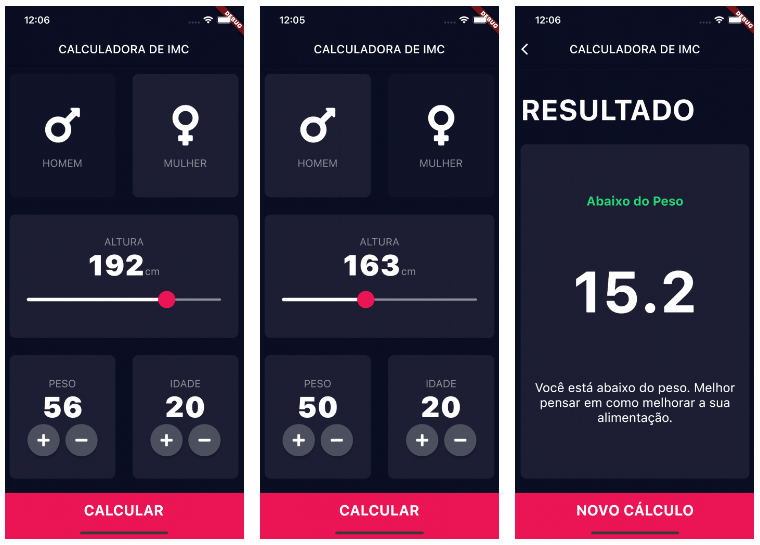 12:06
DEBUG
CALCULADORA DE IMC
HOMEM
MULHER
ALTURA
192cm
PESO
IDADE
56
20
+ − + −
CALCULAR
12:05
DEBUG
CALCULADORA DE IMC
HOMEM
MULHER
ALTURA
163cm
PESO
IDADE
50
20
+ − + −
CALCULAR
12:06
DEBUG
CALCULADORA DE IMC
RESULTADO
Abaixo do Peso
15.2
Você está abaixo do peso. Melhor
pensar em como melhorar a sua
alimentação.
NOVO CÁLCULO